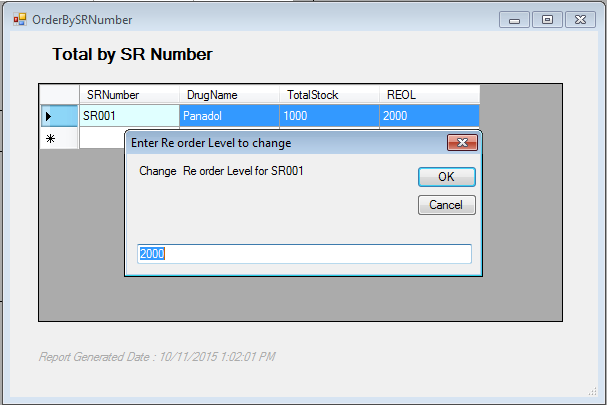 OrderBySRNumber
Total by SR Number
SRNumber DrugName TotalStock REOL
SR001 Panadol 1000 2000
Enter Re order Level to change
Change Re order Level for SR001
OK
Cancel
2000
Report Generated Date : 10/11/2015 1:02:01 PM